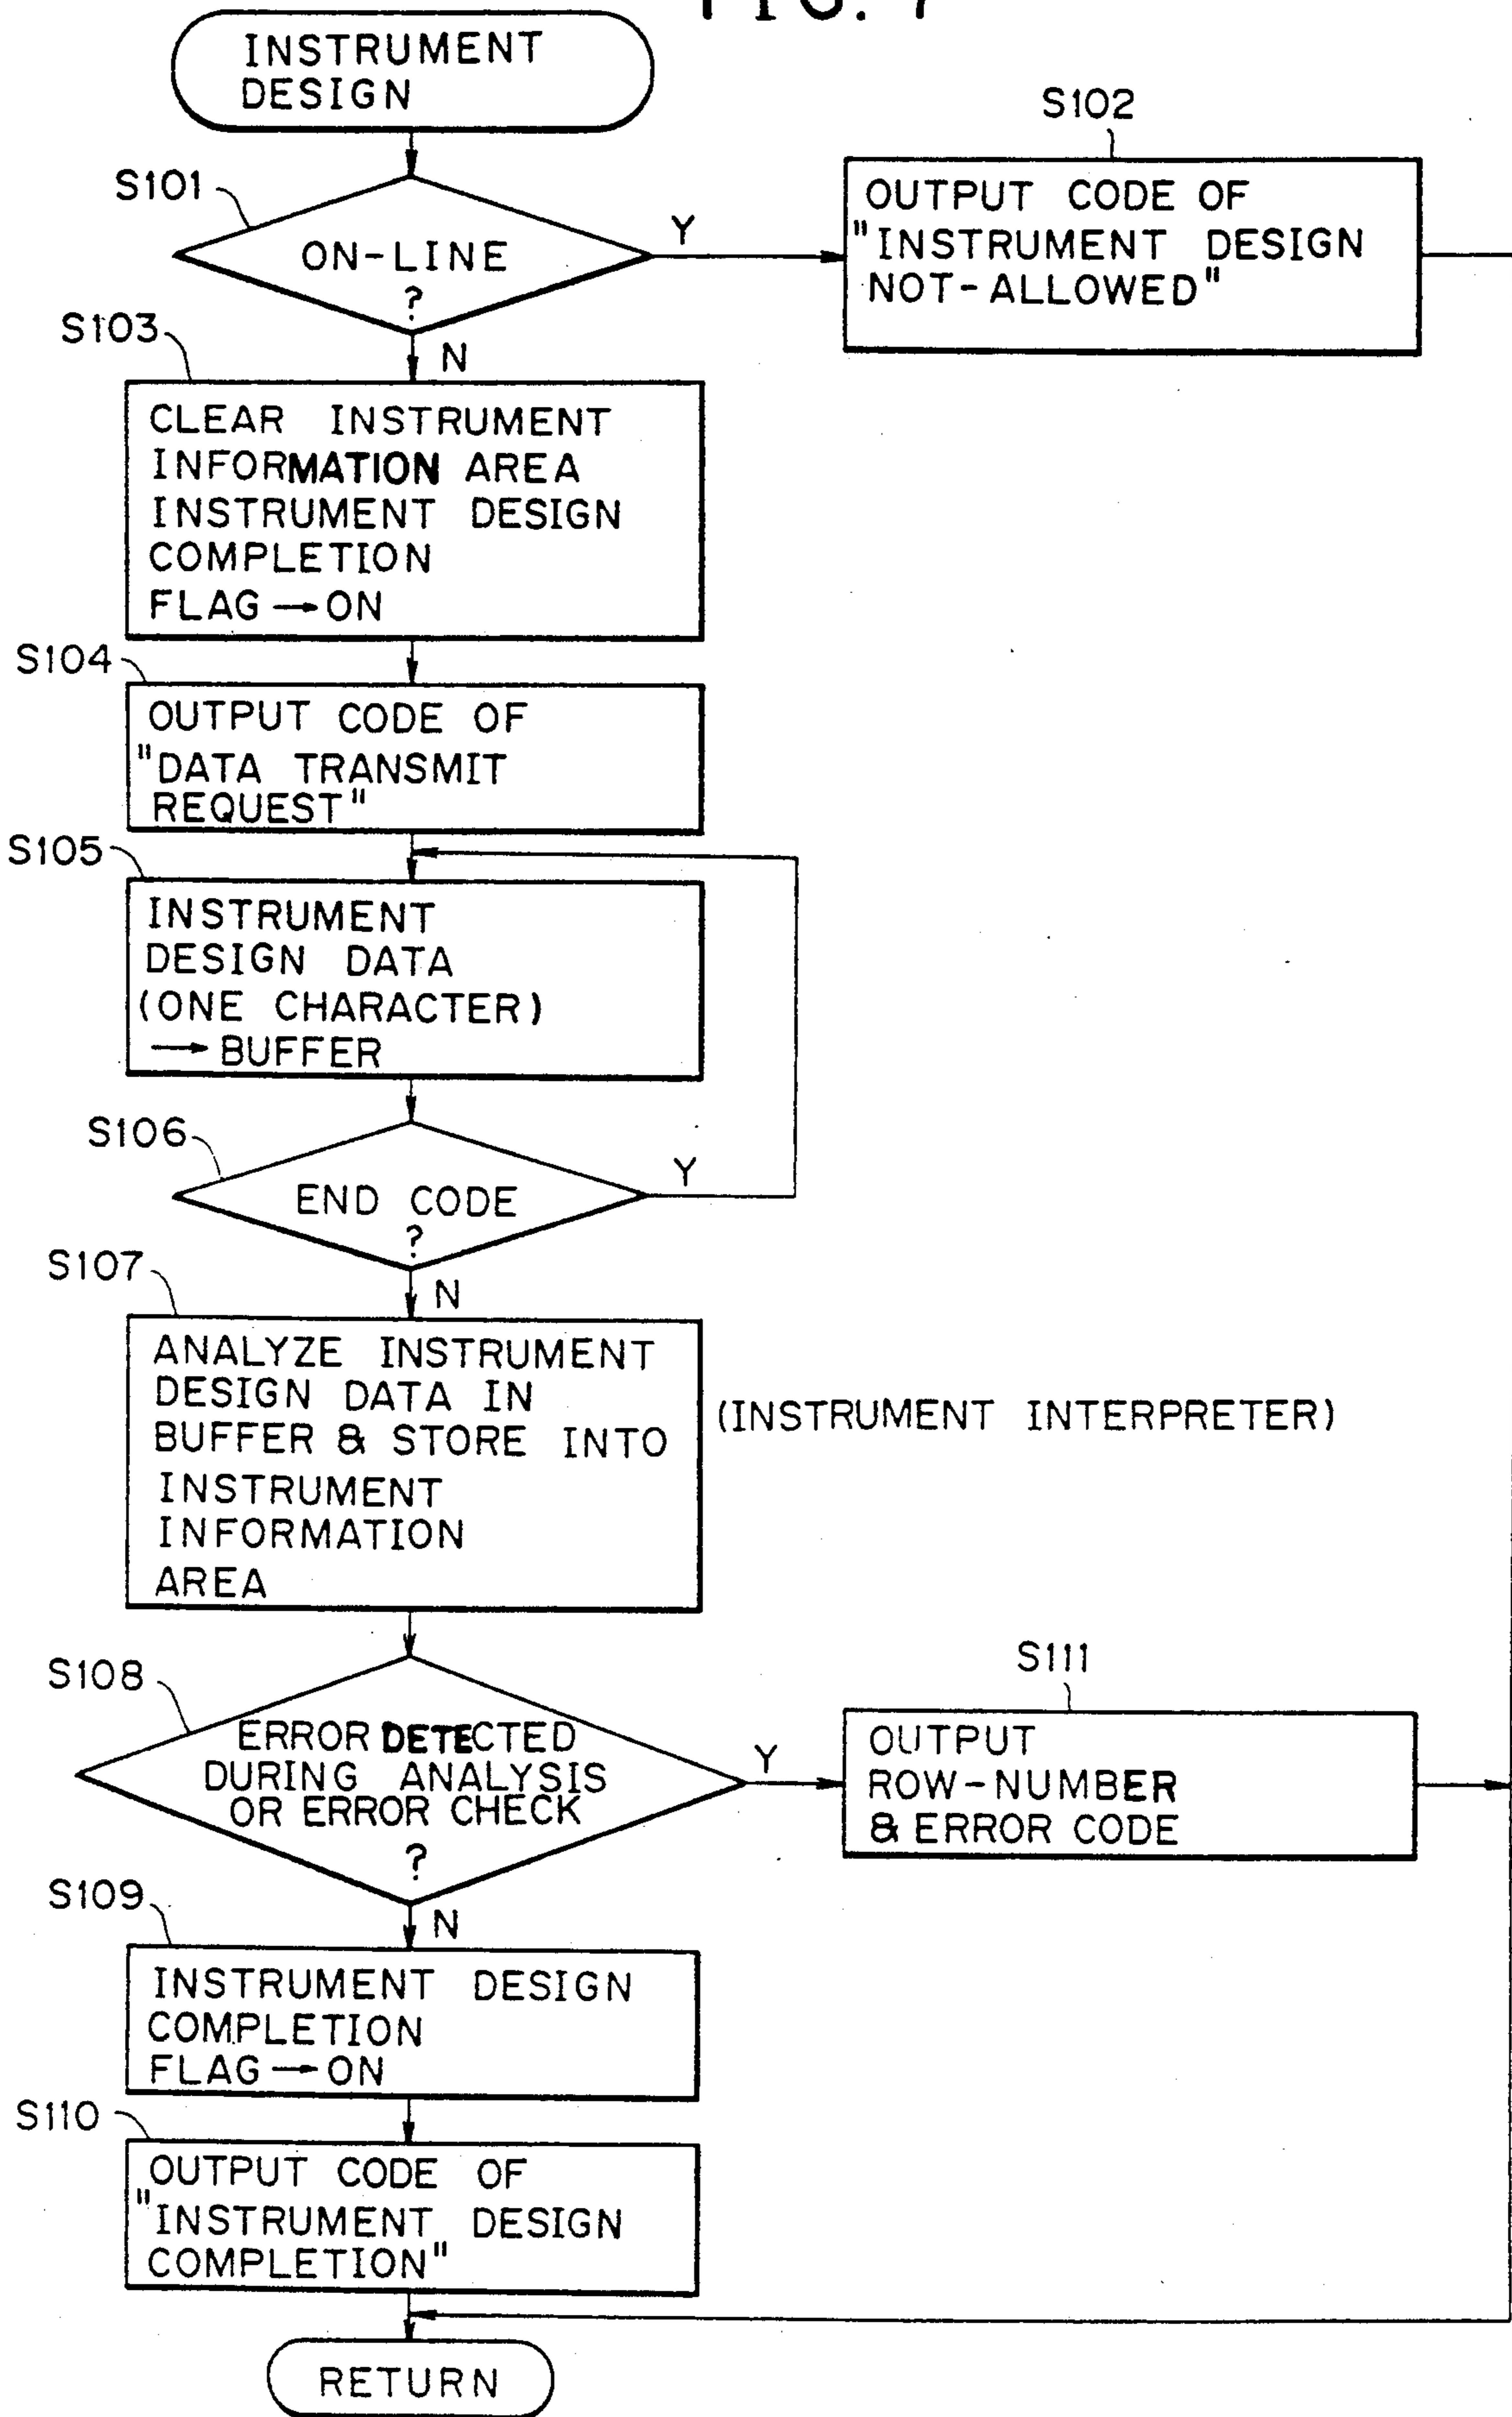 FIG. 7
INSTRUMENT
DESIGN
S101
ON-LINE
?
Y
N
S102
OUTPUT CODE OF
"INSTRUMENT DESIGN
NOT-ALLOWED"
S103
CLEAR INSTRUMENT
INFORMATION AREA
INSTRUMENT DESIGN
COMPLETION
FLAG → ON
S104
OUTPUT CODE OF
"DATA TRANSMIT
REQUEST"
S105
INSTRUMENT
DESIGN DATA
(ONE CHARACTER)
→ BUFFER
S106
END CODE
?
Y
N
S107
ANALYZE INSTRUMENT
DESIGN DATA IN
BUFFER & STORE INTO
INSTRUMENT
INFORMATION
AREA
(INSTRUMENT INTERPRETER)
S108
ERROR DETECTED
DURING ANALYSIS
OR ERROR CHECK
?
Y
N
S111
OUTPUT
ROW-NUMBER
& ERROR CODE
S109
INSTRUMENT DESIGN
COMPLETION
FLAG → ON
S110
OUTPUT CODE OF
"INSTRUMENT DESIGN
COMPLETION"
RETURN